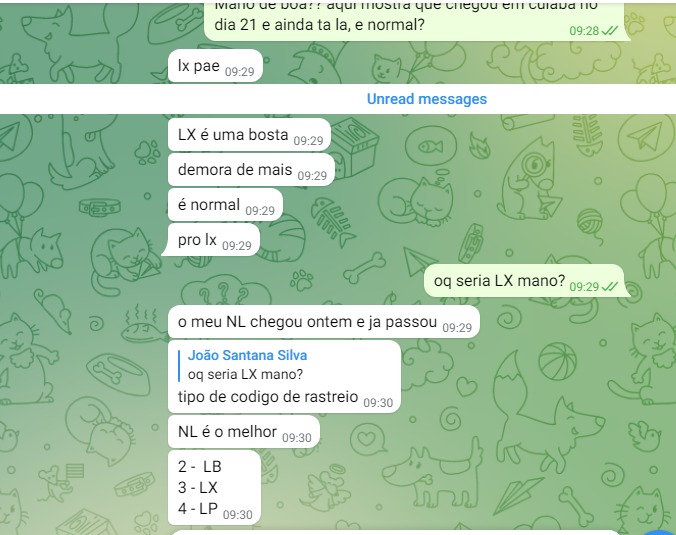 Mano de boa?? aqui mostra que chegou em cuiaba no
dia 21 e ainda ta la, e normal?
09:28
lx pae 09:29
Unread messages
LX é uma bosta 09:29
demora de mais 09:29
é normal 09:29
pro lx 09:29
oq seria LX mano? 09:29
o meu NL chegou ontem e ja passou 09:29
João Santana Silva
oq seria LX mano?
tipo de codigo de rastreio 09:30
NL é o melhor 09:30
2 - LB
3 - LX
4 - LP 09:30